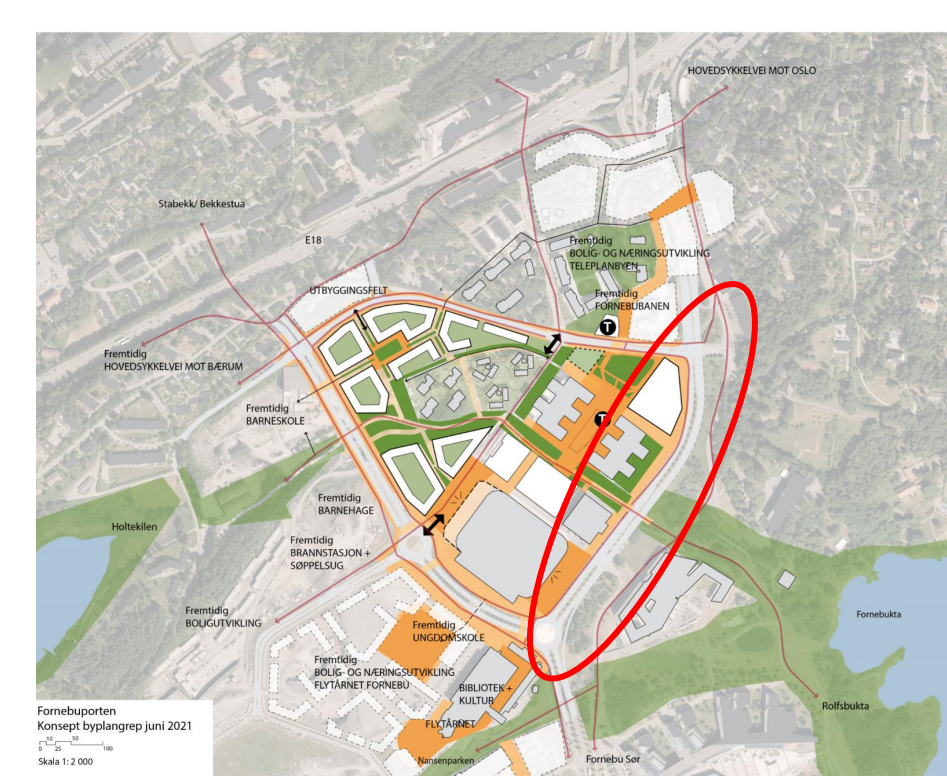 HOVEDSYKKELVEI MOT OSLO
Stabekk/ Bekkestua
E18
Fremtidig
BOLIG- OG NÆRINGSUTVIKLING
TELEPLANBYEN
UTBYGGINGSFELT
Fremtidig
FORNEBUBANEN
T
Fremtidig
HOVEDSYKKELVEI MOT BÆRUM
Fremtidig
BARNESKOLE
T
Fremtidig
BARNEHAGE
Holtekilen
Fremtidig
BRANNSTASJON +
SØPPELSUG
Fremtidig
BOLIGUTVIKLING
Fornebukta
Fremtidig
UNGDOMSKOLE
Fremtidig
BOLIG- OG NÆRINGSUTVIKLING
FLYTÅRNET FORNEBU
BIBLIOTEK +
KULTUR
Rolfsbukta
FLYTÅRNET
Nansenparken
Fornebu Sør
Fornebuporten
Konsept byplangrep juni 2021
0 10 25 50 100
Skala 1: 2 000